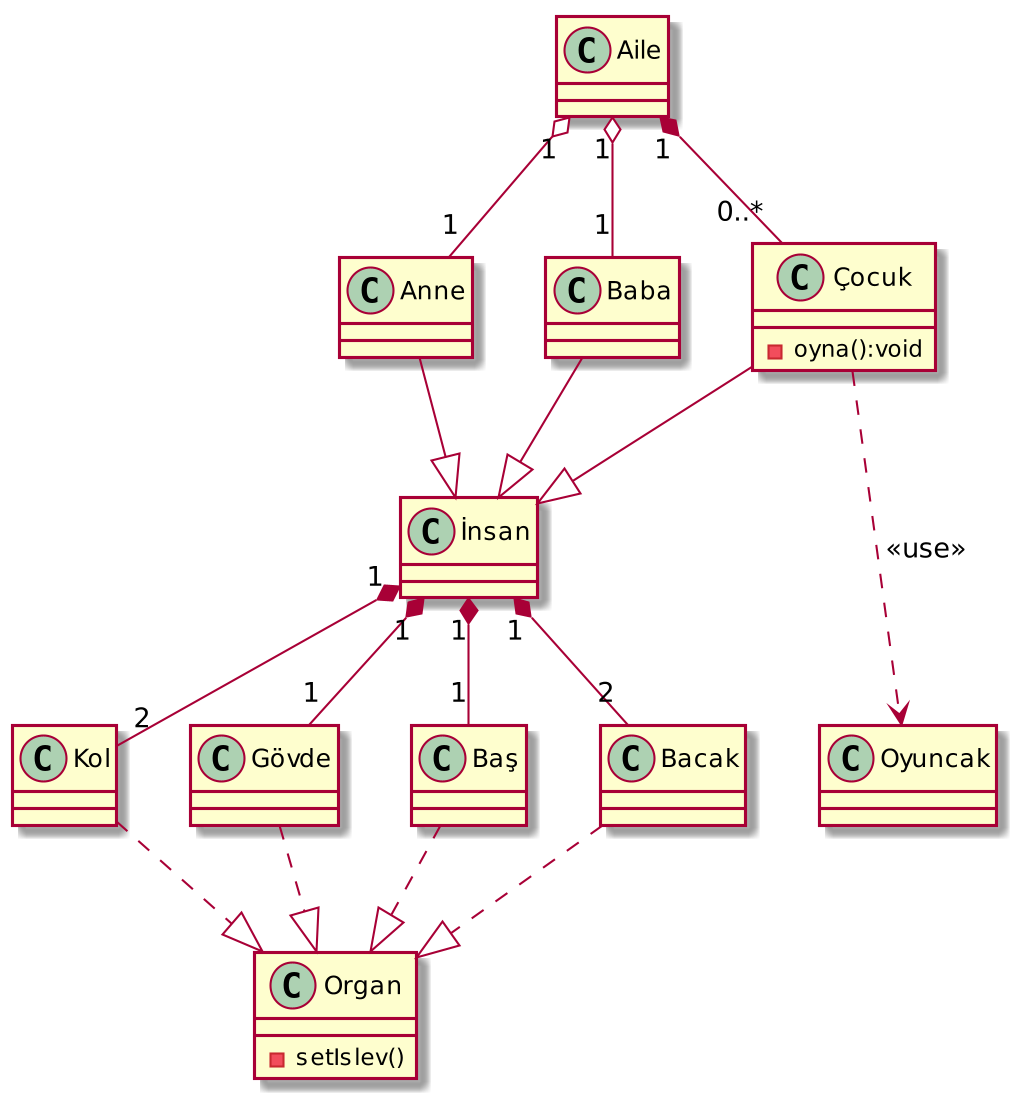 C Aile
1 1 1
1 1 0..*
C Anne
C Baba
C Çocuk
oyna():void
C İnsan
«use»
1
1 1 1
2 1 1 2
C Kol
C Gövde
C Baş
C Bacak
C Oyuncak
C Organ
setIslev()